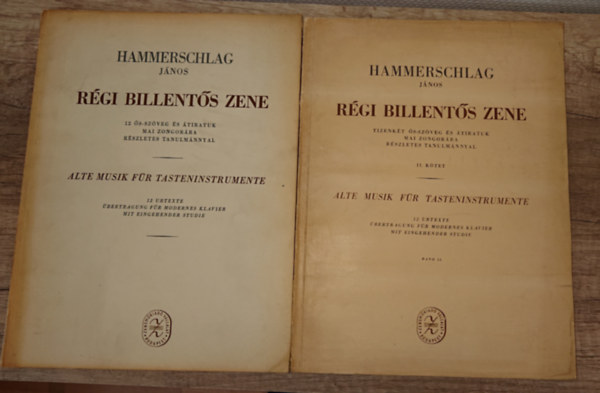 HAMMERSCHLAG
JÁNOS
RÉGI BILLENTŐS ZENE
12 ŐS-SZÖVEG ÉS ÁTIRATUK
MAI ZONGORÁRA
RÉSZLETES TANULMÁNNYAL
ALTE MUSIK FÜR TASTENINSTRUMENTE
12 URTEXTE
ÜBERTRAGUNG FÜR MODERNES KLAVIER
MIT EINGEHENDER STUDIE
HAMMERSCHLAG
JÁNOS
RÉGI BILLENTŐS ZENE
TIZENKÉT ŐS-SZÖVEG ÉS ÁTIRATUK
MAI ZONGORÁRA
RÉSZLETES TANULMÁNNYAL
II. KÖTET
ALTE MUSIK FÜR TASTENINSTRUMENTE
12 URTEXTE
ÜBERTRAGUNG FÜR MODERNES KLAVIER
MIT EINGEHENDER STUDIE
BAND II